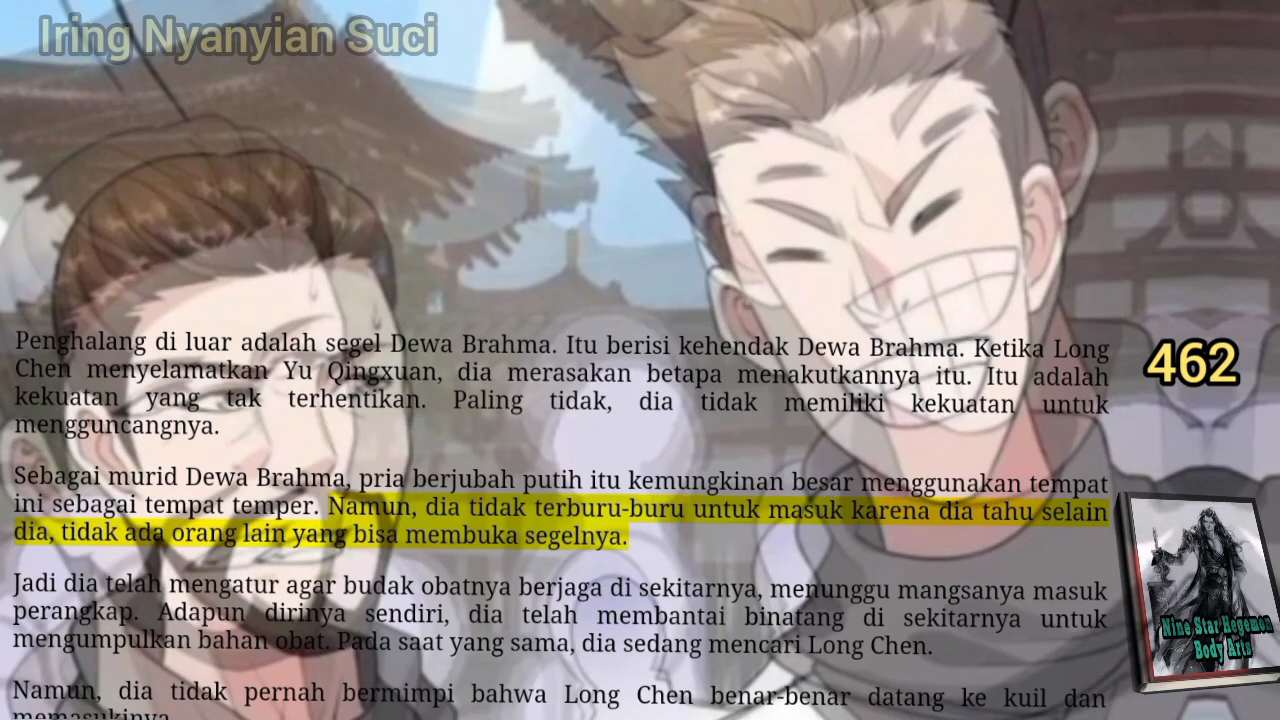 Iring Nyanyian Suci
Penghalang di luar adalah segel Dewa Brahma. Itu berisi kehendak Dewa Brahma. Ketika Long
Chen menyelamatkan Yu Qingxuan, dia merasakan betapa menakutkannya itu. Itu adalah
kekuatan yang tak terhentikan. Paling tidak, dia tidak memiliki kekuatan untuk
mengguncangnya.
462
Sebagai murid Dewa Brahma, pria berjubah putih itu kemungkinan besar menggunakan tempat
ini sebagai tempat temper. Namun, dia tidak terburu-buru untuk masuk karena dia tahu selain
dia, tidak ada orang lain yang bisa membuka segelnya.
Jadi dia telah mengatur agar budak obatnya berjaga di sekitarnya, menunggu mangsanya masuk
perangkap. Adapun dirinya sendiri, dia telah membantai binatang di sekitarnya untuk
mengumpulkan bahan obat. Pada saat yang sama, dia sedang mencari Long Chen.
Namun, dia tidak pernah bermimpi bahwa Long Chen benar-benar datang ke kuil dan
memasukinya.
Nine Star Hegemon
Body Arts